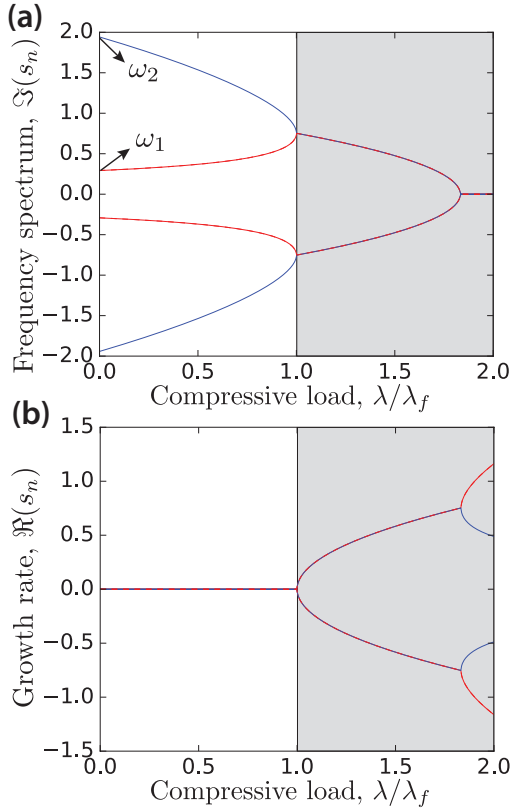 (a)
Frequency spectrum, ℑ(sₙ)
2.0
1.5
1.0
0.5
0.0
−0.5
−1.0
−1.5
−2.0
ω₂
ω₁
0.0 0.5 1.0 1.5 2.0
Compressive load, λ/λ_f
(b)
Growth rate, ℜ(sₙ)
1.5
1.0
0.5
0.0
−0.5
−1.0
−1.5
0.0 0.5 1.0 1.5 2.0
Compressive load, λ/λ_f